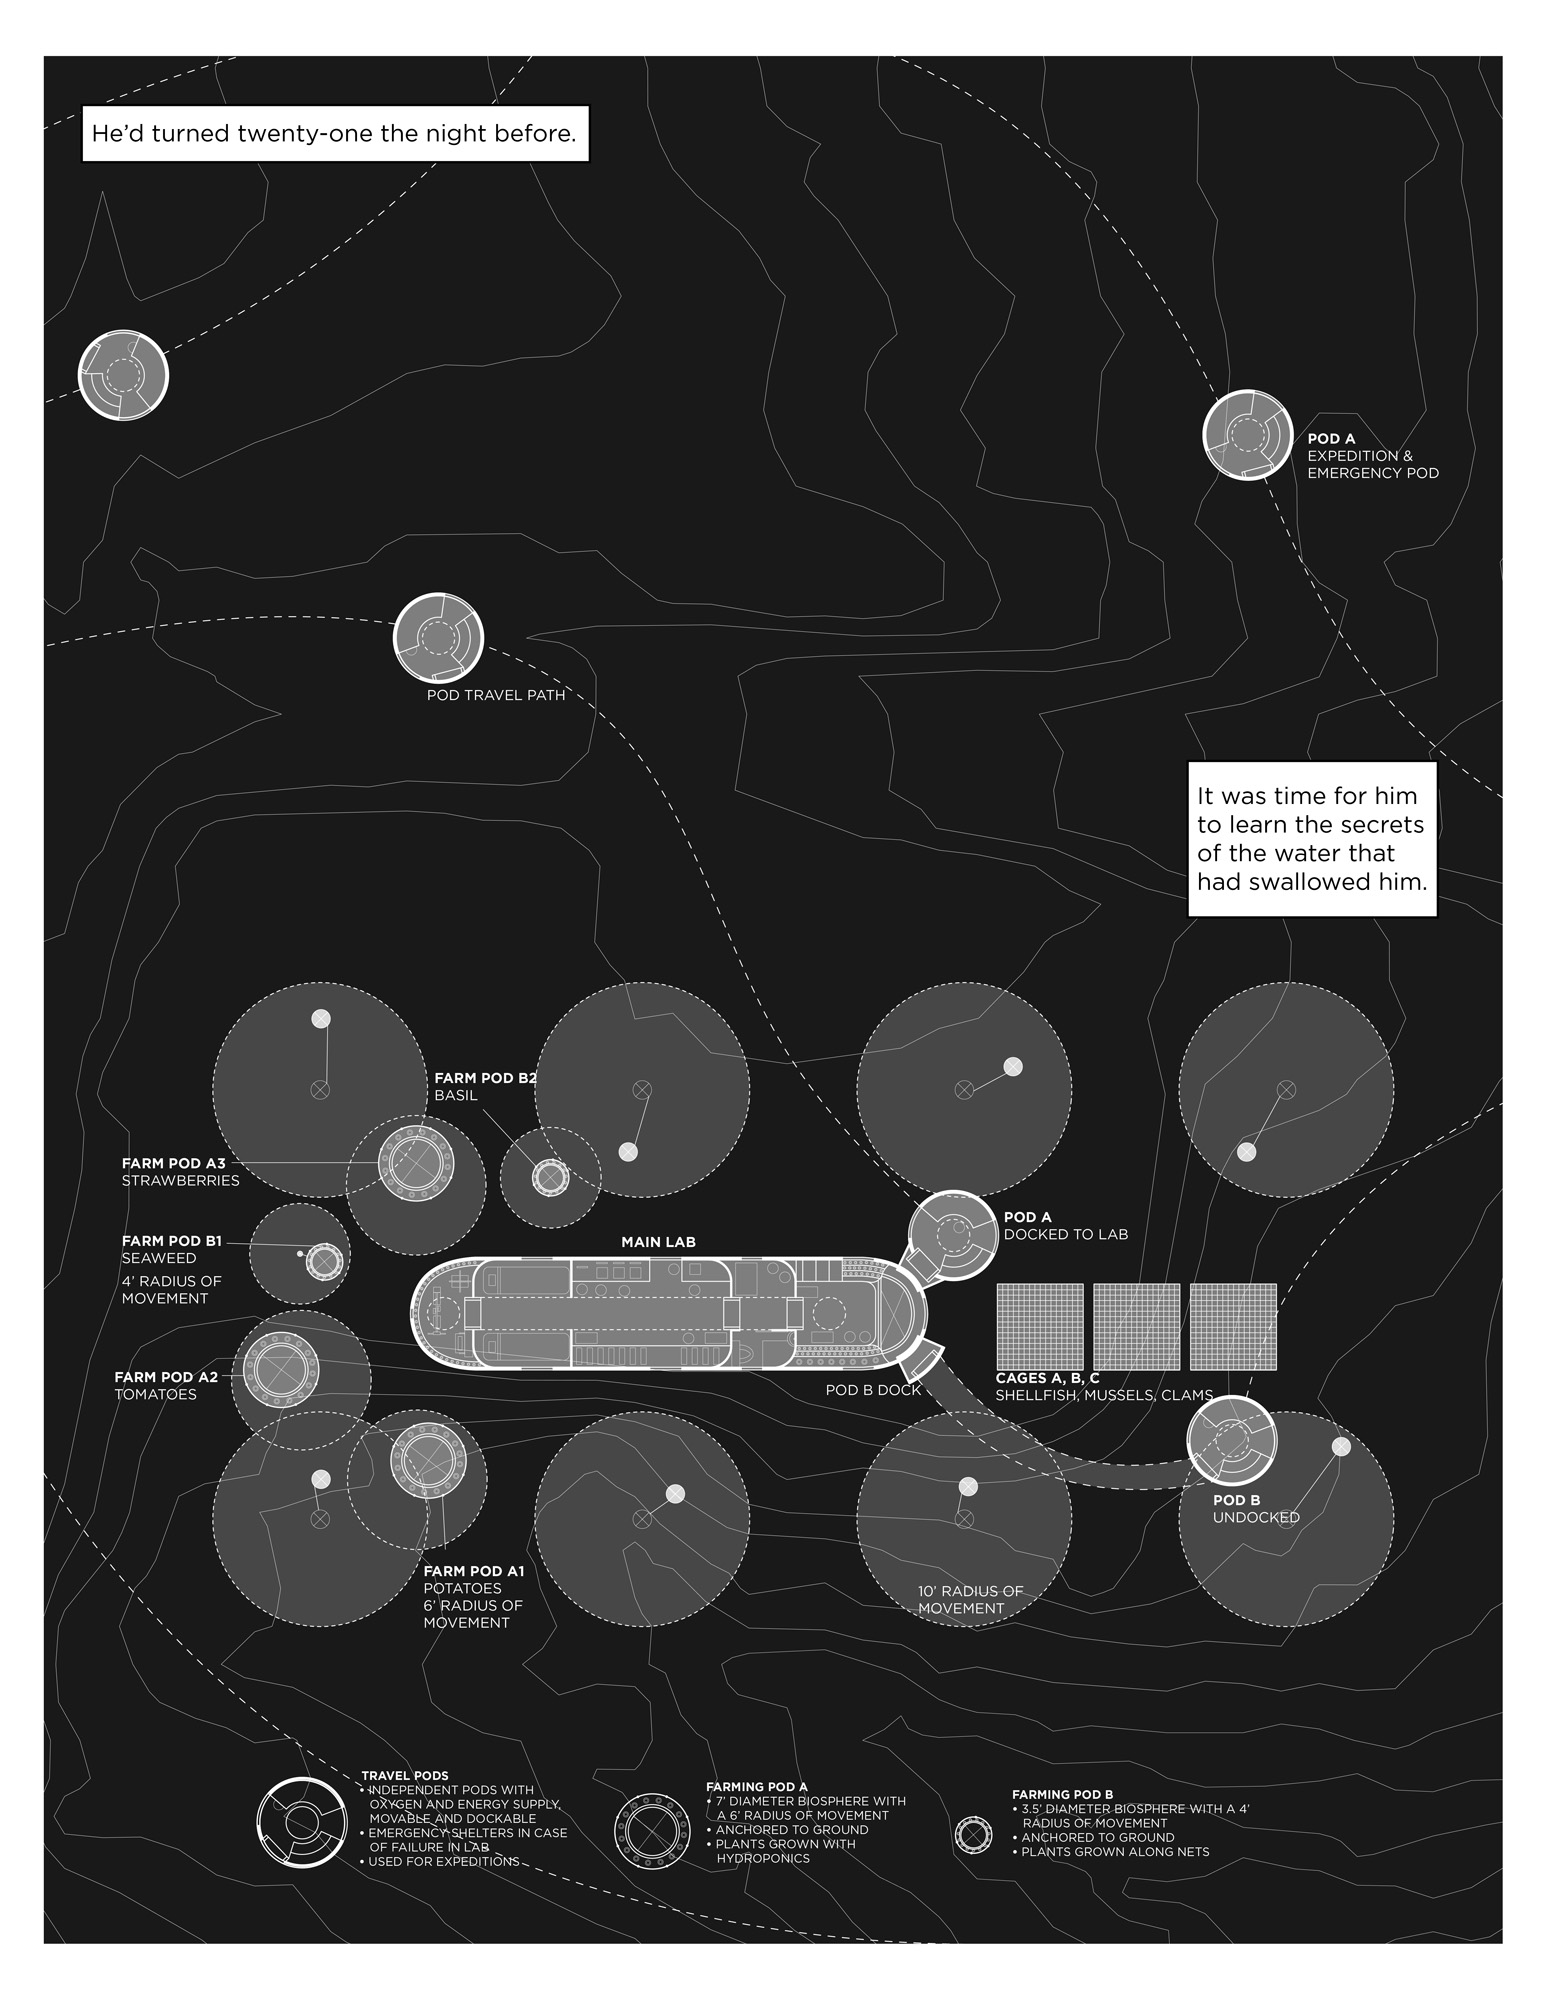 He’d turned twenty-one the night before.
POD A
EXPEDITION &
EMERGENCY POD
POD TRAVEL PATH
It was time for him
to learn the secrets
of the water that
had swallowed him.
FARM POD B2
BASIL
FARM POD A3
STRAWBERRIES
FARM POD B1
SEAWEED
4’ RADIUS OF
MOVEMENT
MAIN LAB
POD A
DOCKED TO LAB
FARM POD A2
TOMATOES
POD B DOCK
CAGES A, B, C
SHELLFISH, MUSSELS, CLAMS
POD B
UNDOCKED
FARM POD A1
POTATOES
6’ RADIUS OF
MOVEMENT
10’ RADIUS OF
MOVEMENT
TRAVEL PODS
• INDEPENDENT PODS WITH
OXYGEN AND ENERGY SUPPLY,
MOVABLE AND DOCKABLE
• EMERGENCY SHELTERS IN CASE
OF FAILURE IN LAB
• USED FOR EXPEDITIONS
FARMING POD A
• 7’ DIAMETER BIOSPHERE WITH
A 6’ RADIUS OF MOVEMENT
• ANCHORED TO GROUND
• PLANTS GROWN WITH
HYDROPONICS
FARMING POD B
• 3.5’ DIAMETER BIOSPHERE WITH A 4’
RADIUS OF MOVEMENT
• ANCHORED TO GROUND
• PLANTS GROWN ALONG NETS